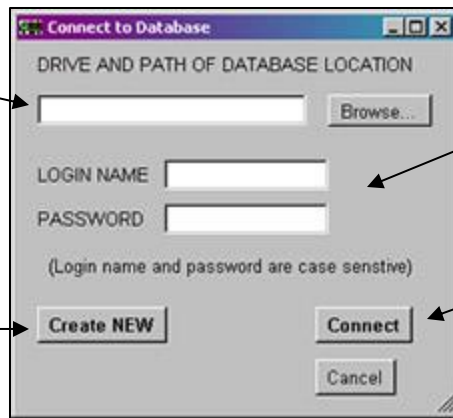 Connect to Database
DRIVE AND PATH OF DATABASE LOCATION
Browse...
LOGIN NAME
PASSWORD
(Login name and password are case senstive)
Create NEW
Connect
Cancel